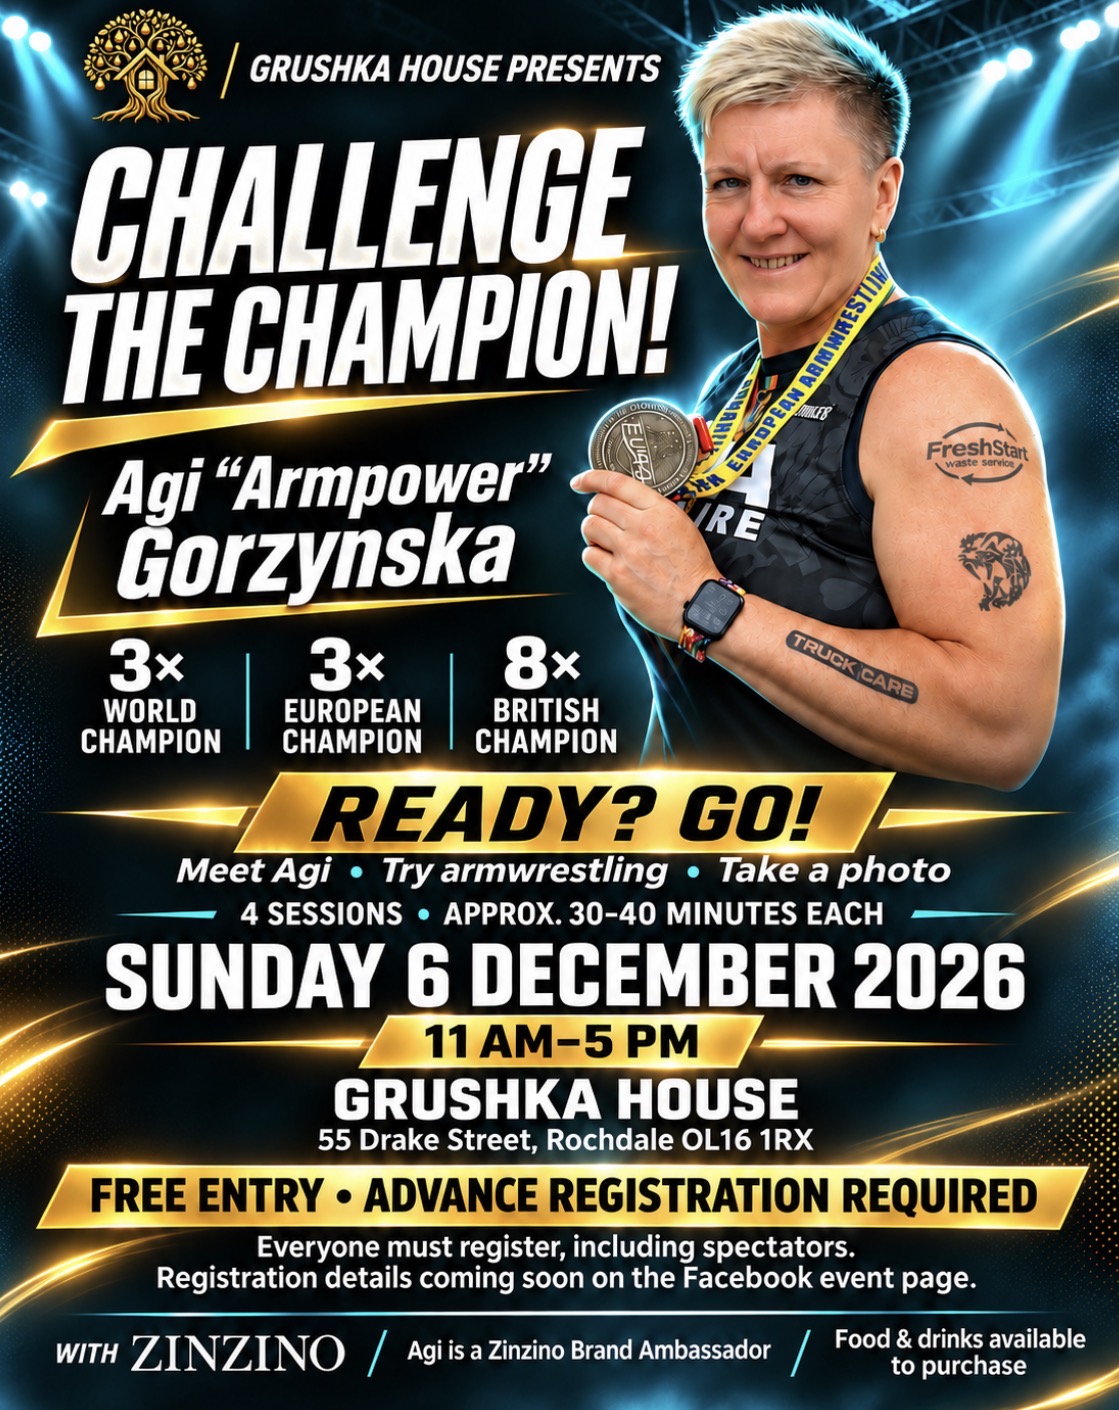 GRUSHKA HOUSE PRESENTS
CHALLENGE
THE CHAMPION!
Agi “Armpower”
Gorzynska
3× WORLD CHAMPION
3× EUROPEAN CHAMPION
8× BRITISH CHAMPION
FreshStart
waste service
TRUCK CARE
READY? GO!
Meet Agi • Try armwrestling • Take a photo
4 SESSIONS • APPROX. 30–40 MINUTES EACH
SUNDAY 6 DECEMBER 2026
11 AM–5 PM
GRUSHKA HOUSE
55 Drake Street, Rochdale OL16 1RX
FREE ENTRY • ADVANCE REGISTRATION REQUIRED
Everyone must register, including spectators.
Registration details coming soon on the Facebook event page.
WITH ZINZINO / Agi is a Zinzino Brand Ambassador / Food & drinks available
to purchase